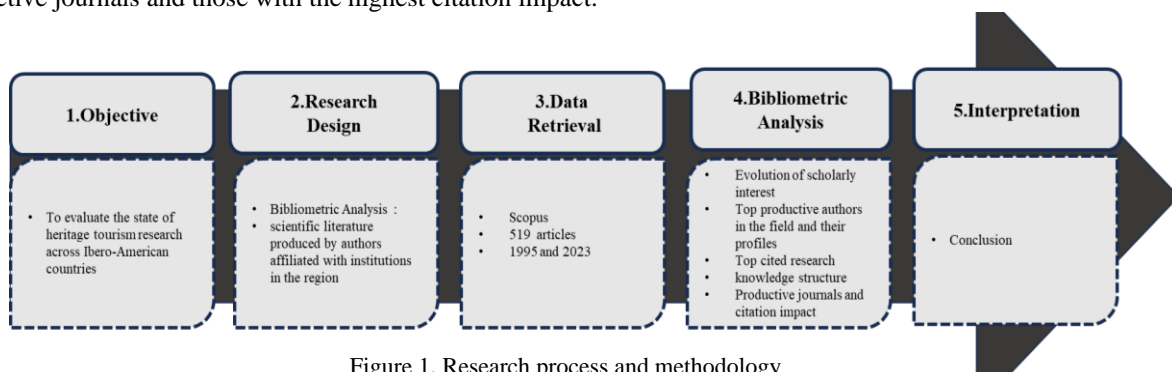 ctive journals and those with the highest citation impact.
1.Objective
2.Research
Design
3.Data
Retrieval
4.Bibliometric
Analysis
5.Interpretation
• To evaluate the state of
heritage tourism research
across Ibero-American
countries
• Bibliometric Analysis :
• scientific literature
produced by authors
affiliated with institutions
in the region
• Scopus
• 519 articles
• 1995 and 2023
• Evolution of scholarly
interest
• Top productive authors
in the field and their
profiles
• Top cited research
• knowledge structure
• Productive journals and
citation impact
• Conclusion
Figure 1. Research process and methodology